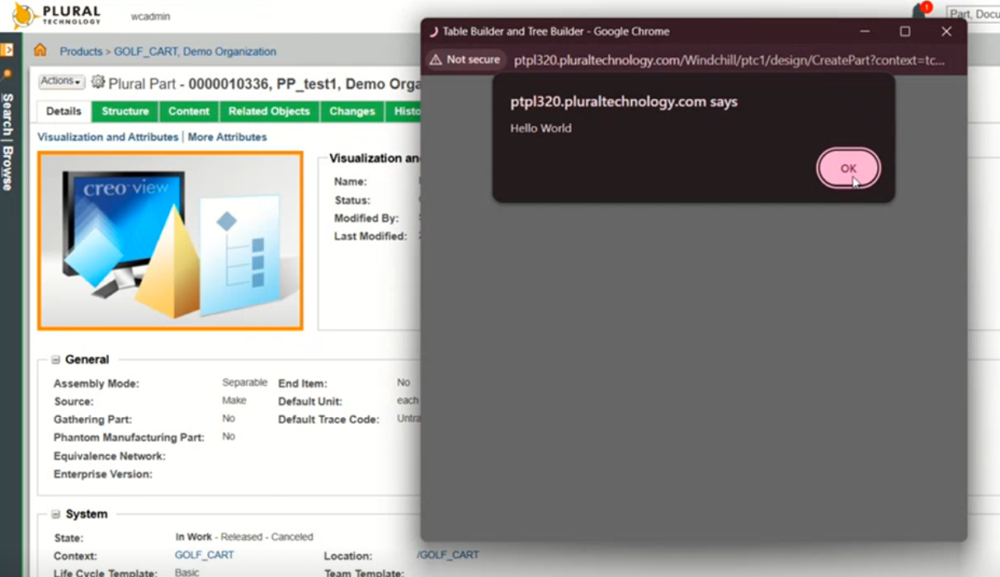 PLURAL
TECHNOLOGY
wcadmin
1
Part, Docu
Products > GOLF_CART, Demo Organization
Actions
Plural Part - 0000010336, PP_test1, Demo Orga
Details Structure Content Related Objects Changes Histo
Visualization and Attributes | More Attributes
Search | Browse
creo view
Visualization an
Name:
Status:
Modified By:
Last Modified:
General
Assembly Mode: Separable End Item: No
Source: Make Default Unit: each
Gathering Part: No Default Trace Code: Untra
Phantom Manufacturing Part: No
Equivalence Network:
Enterprise Version:
System
State: In Work - Released - Canceled
Context: GOLF_CART Location: /GOLF_CART
Life Cycle Template: Basic Team Template:
Table Builder and Tree Builder - Google Chrome
Not secure ptpl320.pluraltechnology.com/Windchill/ptc1/design/CreatePart?context=tc...
ptpl320.pluraltechnology.com says
Hello World
OK